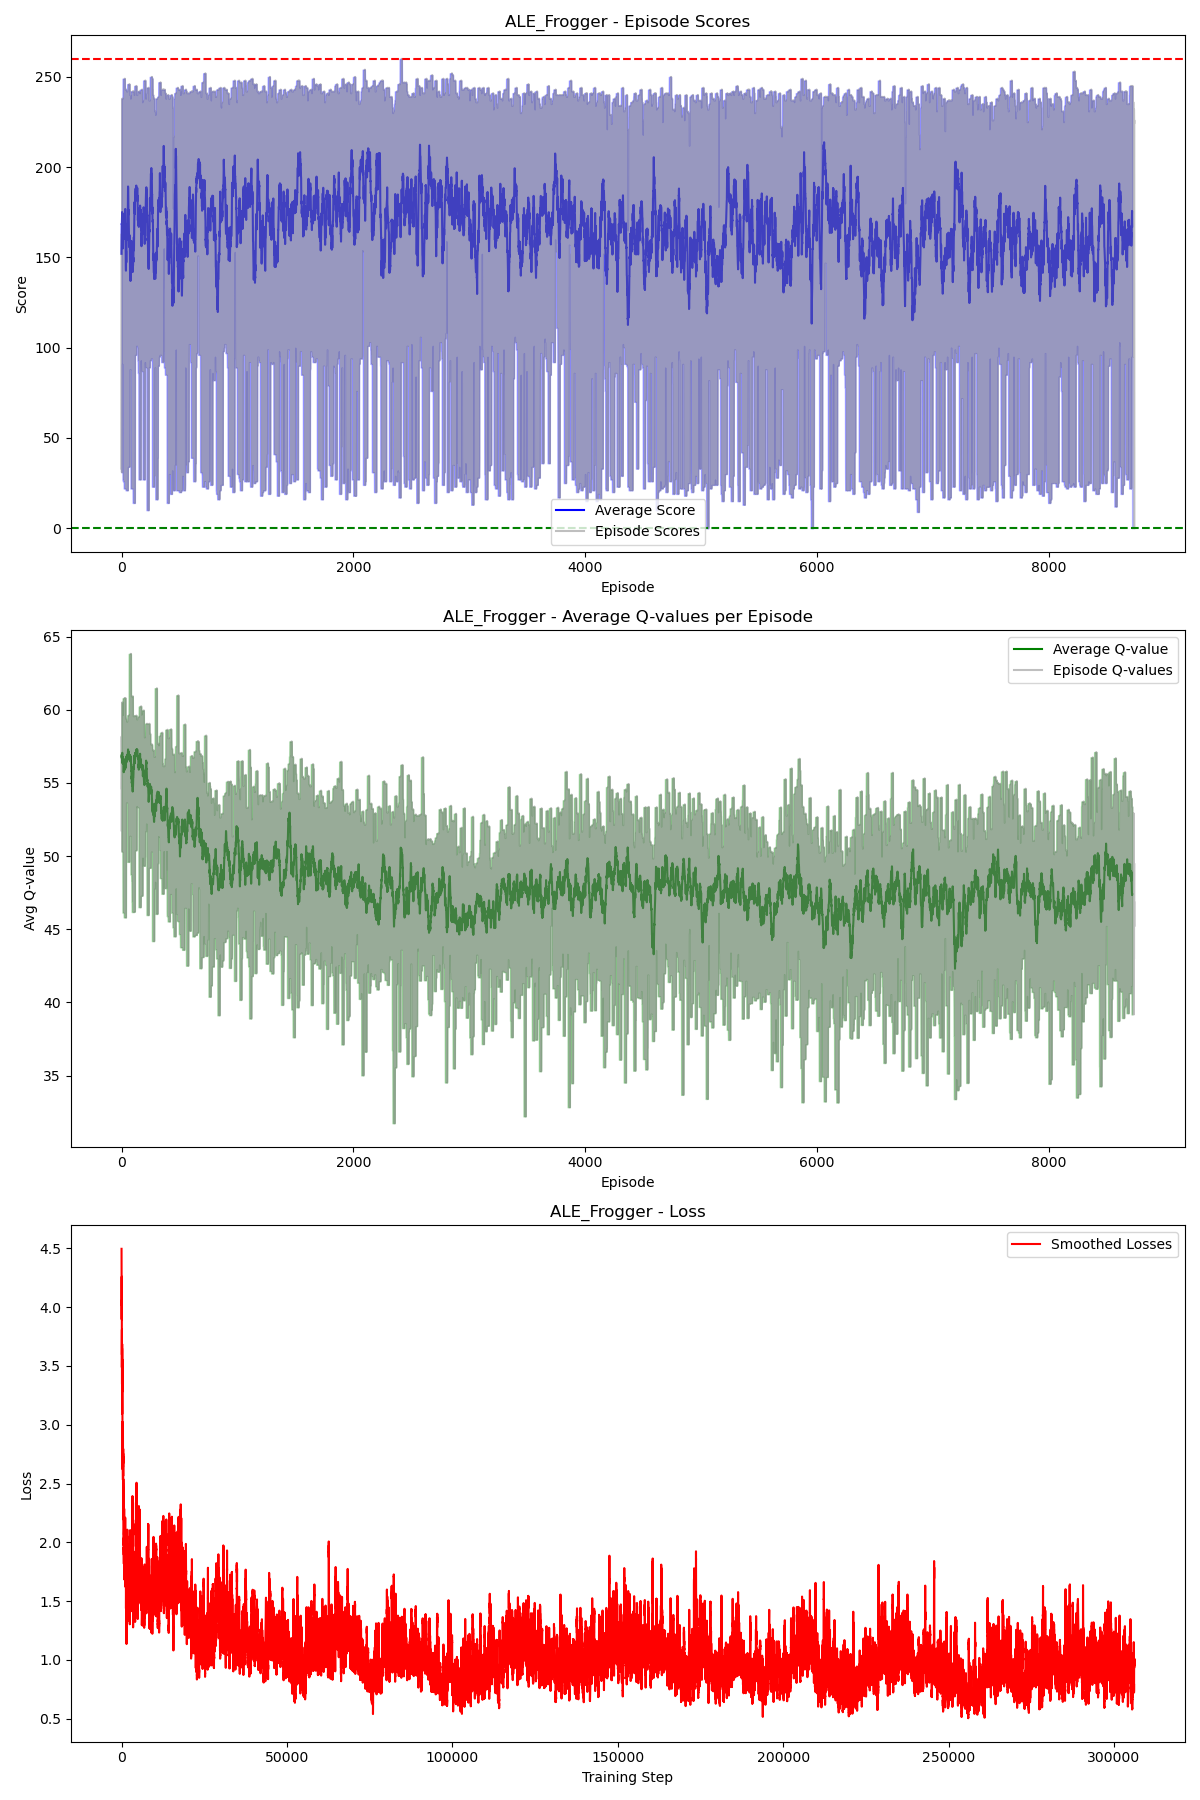 ALE_Frogger - Episode Scores
Score
250
200
150
100
50
0
Average Score
Episode Scores
0 2000 4000 6000 8000
Episode
ALE_Frogger - Average Q-values per Episode
Avg Q-value
65
60
55
50
45
40
35
Average Q-value
Episode Q-values
0 2000 4000 6000 8000
Episode
ALE_Frogger - Loss
Loss
4.5
4.0
3.5
3.0
2.5
2.0
1.5
1.0
0.5
Smoothed Losses
0 50000 100000 150000 200000 250000 300000
Training Step